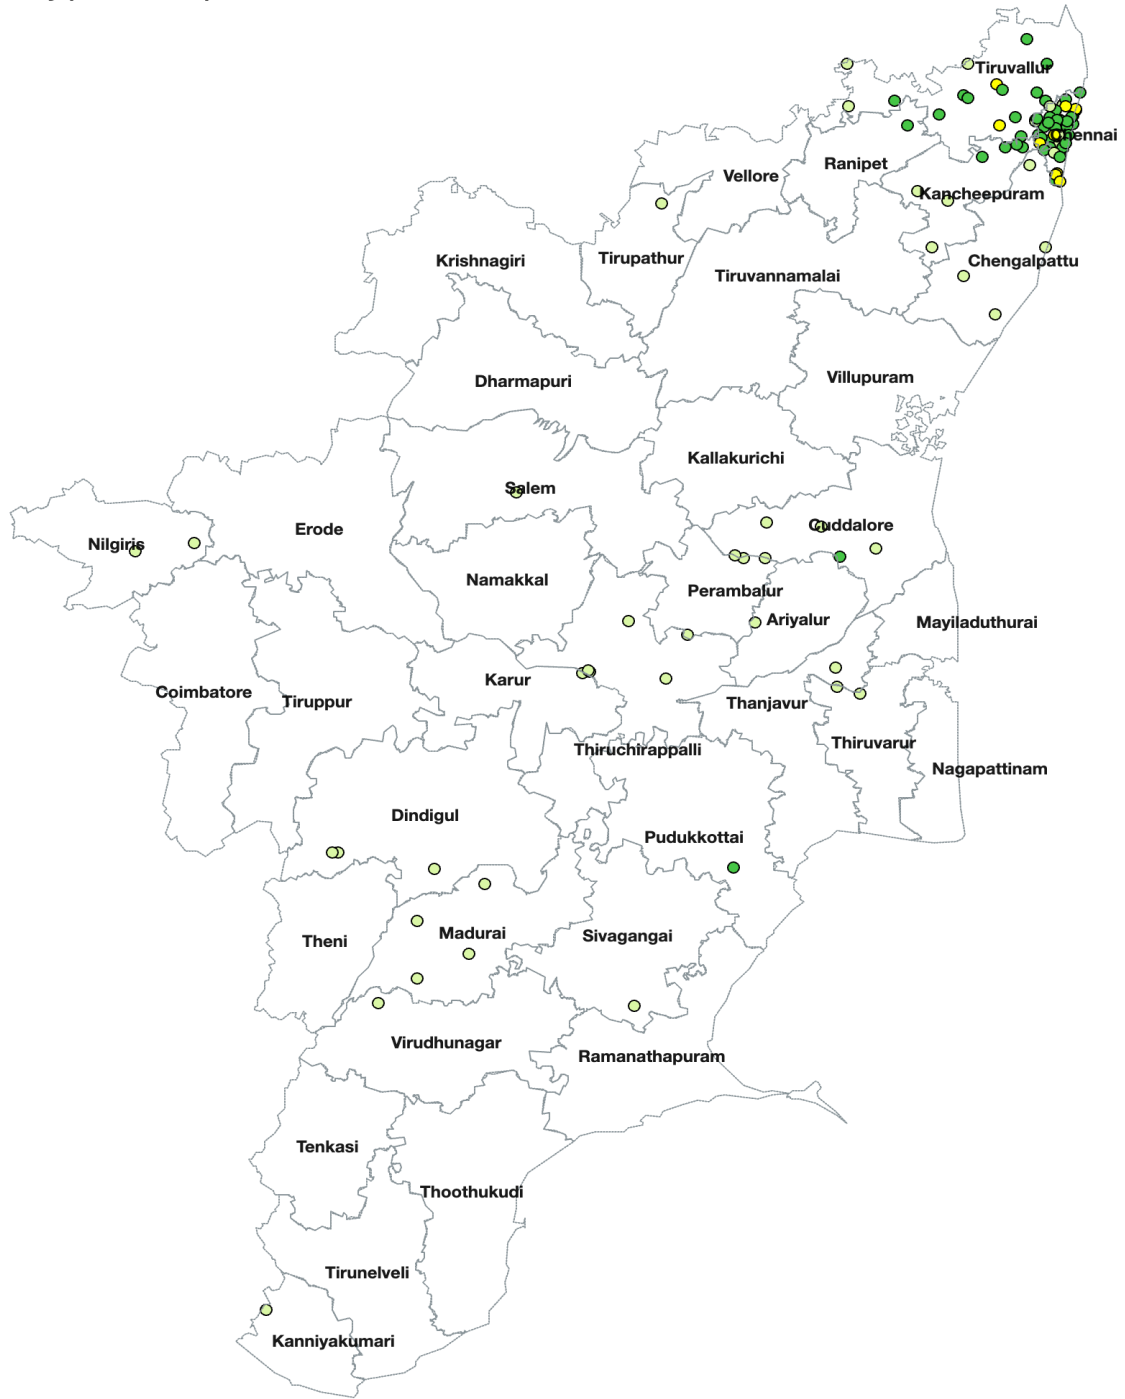 Tiruvallur
Chennai
Ranipet
Vellore
Kancheepuram
Krishnagiri
Tirupathur
Chengalpattu
Tiruvannamalai
Dharmapuri
Villupuram
Kallakurichi
Salem
Cuddalore
Erode
Nilgiris
Namakkal
Perambalur
Ariyalur
Mayiladuthurai
Karur
Coimbatore
Tiruppur
Thanjavur
Thiruvarur
Thiruchirappalli
Nagapattinam
Dindigul
Pudukkottai
Madurai
Sivagangai
Theni
Virudhunagar
Ramanathapuram
Tenkasi
Thoothukudi
Tirunelveli
Kanniyakumari